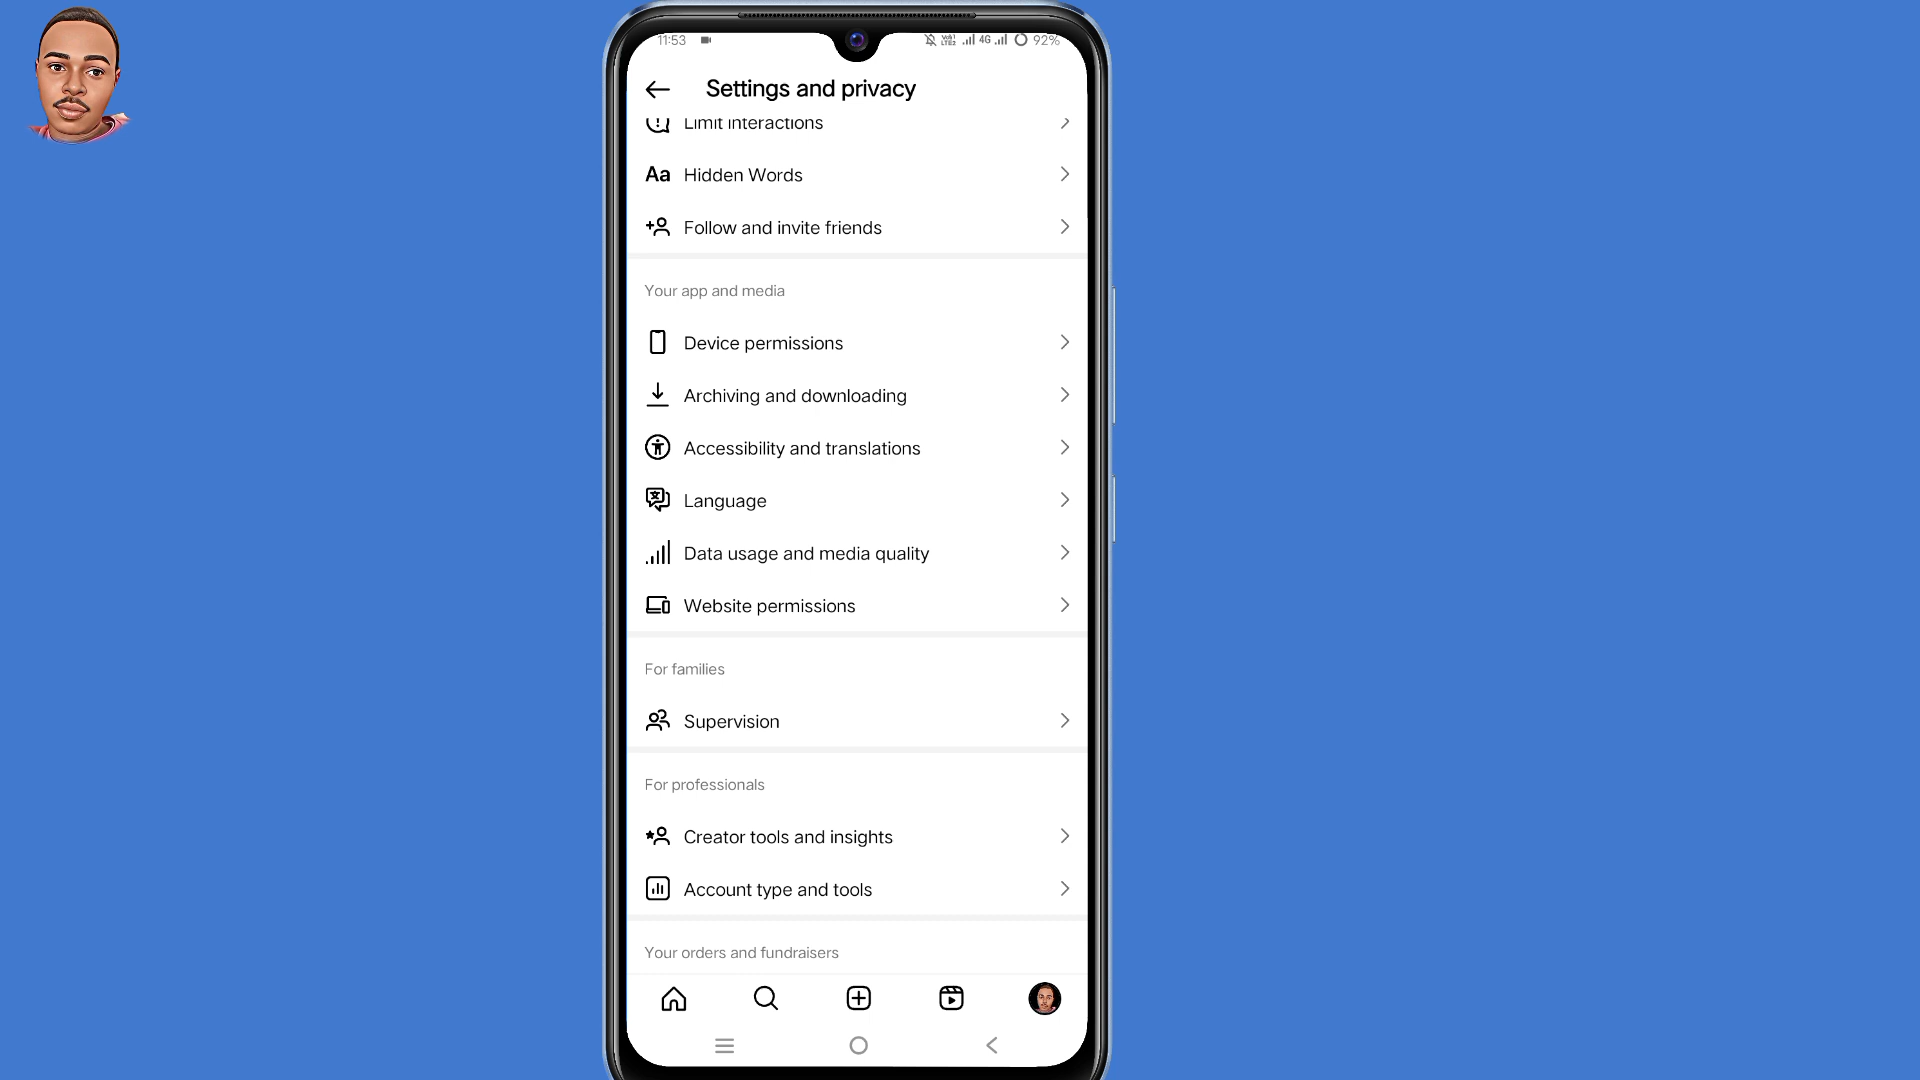 11:53
4G
92%
Settings and privacy
Limit interactions
Aa Hidden Words
Follow and invite friends
Your app and media
Device permissions
Archiving and downloading
Accessibility and translations
Language
Data usage and media quality
Website permissions
For families
Supervision
For professionals
Creator tools and insights
Account type and tools
Your orders and fundraisers